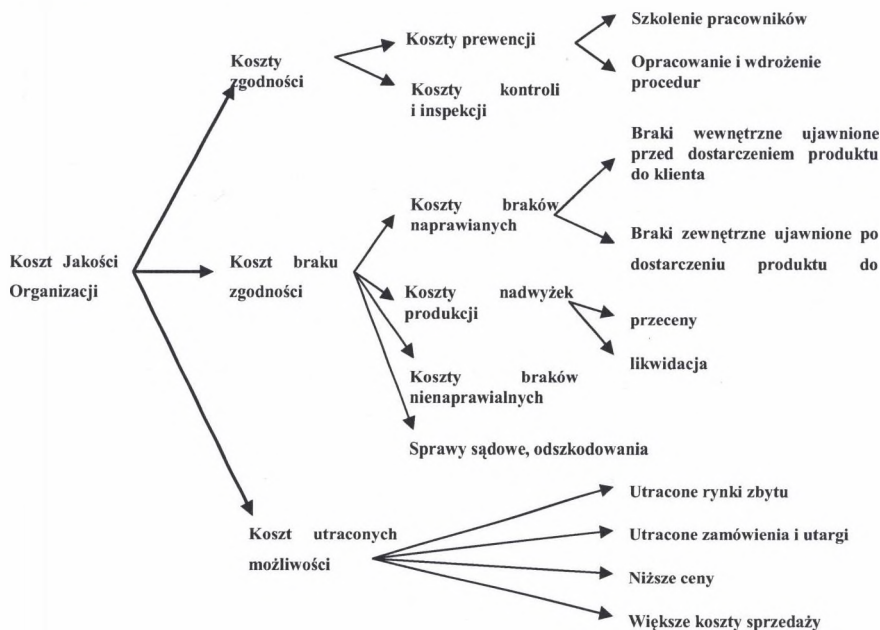 Koszt Jakości
Organizacji
Koszty
zgodności
Koszty prewencji
Szkolenie pracowników
Opracowanie i wdrożenie
procedur
Koszty kontroli
i inspekcji
Koszt braku
zgodności
Koszty braków
naprawianych
Braki wewnętrzne ujawnione
przed dostarczeniem produktu
do klienta
Braki zewnętrzne ujawnione po
dostarczeniu produktu do
Koszty nadwyżek
produkcji
przeceny
likwidacja
Koszty braków
nienaprawialnych
Sprawy sądowe, odszkodowania
Koszt utraconych
możliwości
Utracone rynki zbytu
Utracone zamówienia i utargi
Niższe ceny
Większe koszty sprzedaży